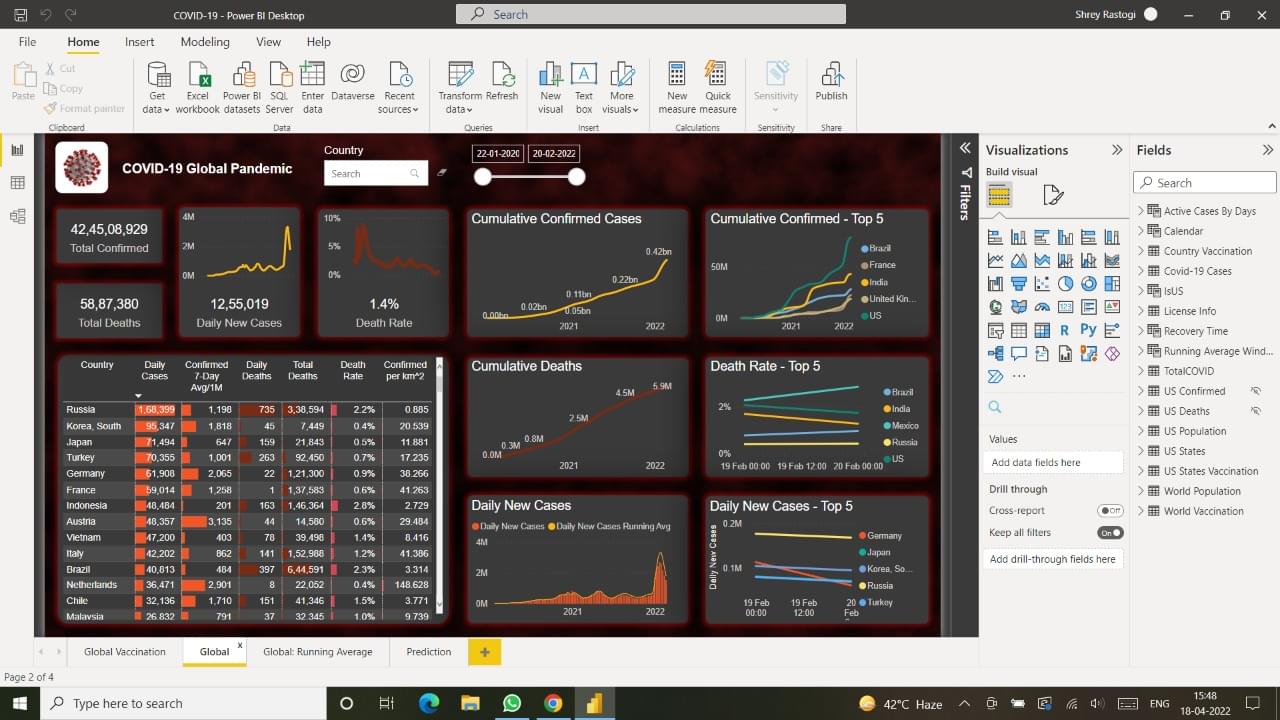 COVID-19 - Power BI Desktop
Search
Shrey Rastogi
File Home Insert Modeling View Help
Paste
Cut
Copy
Format painter
Clipboard
Get data
Excel workbook
Power BI datasets
SQL Server
Enter data
Dataverse
Recent sources
Data
Transform data
Refresh
Queries
New visual
Text box
More visuals
Insert
New measure
Quick measure
Calculations
Sensitivity
Sensitivity
Publish
Share
COVID-19 Global Pandemic
Country
Search
22-01-2020 20-02-2022
42,45,08,929
Total Confirmed
58,87,380
Total Deaths
4M
2M
0M
12,55,019
Daily New Cases
10%
5%
0%
1.4%
Death Rate
Cumulative Confirmed Cases
0.00bn 0.02bn 0.11bn 0.05bn 0.22bn 0.42bn
2021 2022
Cumulative Confirmed - Top 5
50M
0M
2021 2022
Brazil
France
India
United Kin...
US
Country Daily Cases Confirmed 7-Day Avg/1M Daily Deaths Total Deaths Death Rate Confirmed per km^2
Russia 1,68,399 1,198 735 3,38,594 2.2% 0.885
Korea, South 95,347 1,818 45 7,449 0.4% 20.539
Japan 71,494 647 159 21,843 0.5% 11.881
Turkey 70,355 1,001 263 92,450 0.7% 17.235
Germany 61,908 2,065 22 1,21,300 0.9% 38.266
France 59,014 1,258 1 1,37,583 0.6% 41.263
Indonesia 48,484 201 163 1,46,364 2.8% 2.729
Austria 48,357 3,135 44 14,580 0.6% 29.484
Vietnam 47,200 403 78 39,498 1.4% 8.416
Italy 42,202 862 141 1,52,988 1.2% 41.386
Brazil 40,813 484 397 6,44,591 2.3% 3.314
Netherlands 36,471 2,901 8 22,052 0.4% 148.628
Chile 32,136 1,710 151 41,346 1.5% 3.771
Malaysia 26,832 791 37 32,345 1.0% 9.739
Cumulative Deaths
0.0M 0.3M 0.8M 2.5M 4.5M 5.9M
2021 2022
Death Rate - Top 5
2%
0%
19 Feb 00:00 19 Feb 12:00 20 Feb 00:00
Brazil
India
Mexico
Russia
US
Daily New Cases
Daily New Cases Daily New Cases Running Avg
4M
2M
0M
2021 2022
Daily New Cases - Top 5
Daily New Cases
0.2M
0.1M
19 Feb 00:00
19 Feb 12:00
20 Feb
Germany
Japan
Korea, So...
Russia
Turkey
Filters
Visualizations
Build visual
R Py
Values
Add data fields here
Drill through
Cross-report Off
Keep all filters On
Add drill-through fields here
Fields
Search
Active Cases By Days
Calendar
Country Vaccination
Covid-19 Cases
IsUS
License Info
Recovery Time
Running Average Wind...
TotalCOVID
US Confirmed
US Deaths
US Population
US States
US States Vaccination
World Population
World Vaccination
Global Vaccination Global x Global: Running Average Prediction +
Page 2 of 4
Type here to search
42°C Haze
ENG
15:48
18-04-2022